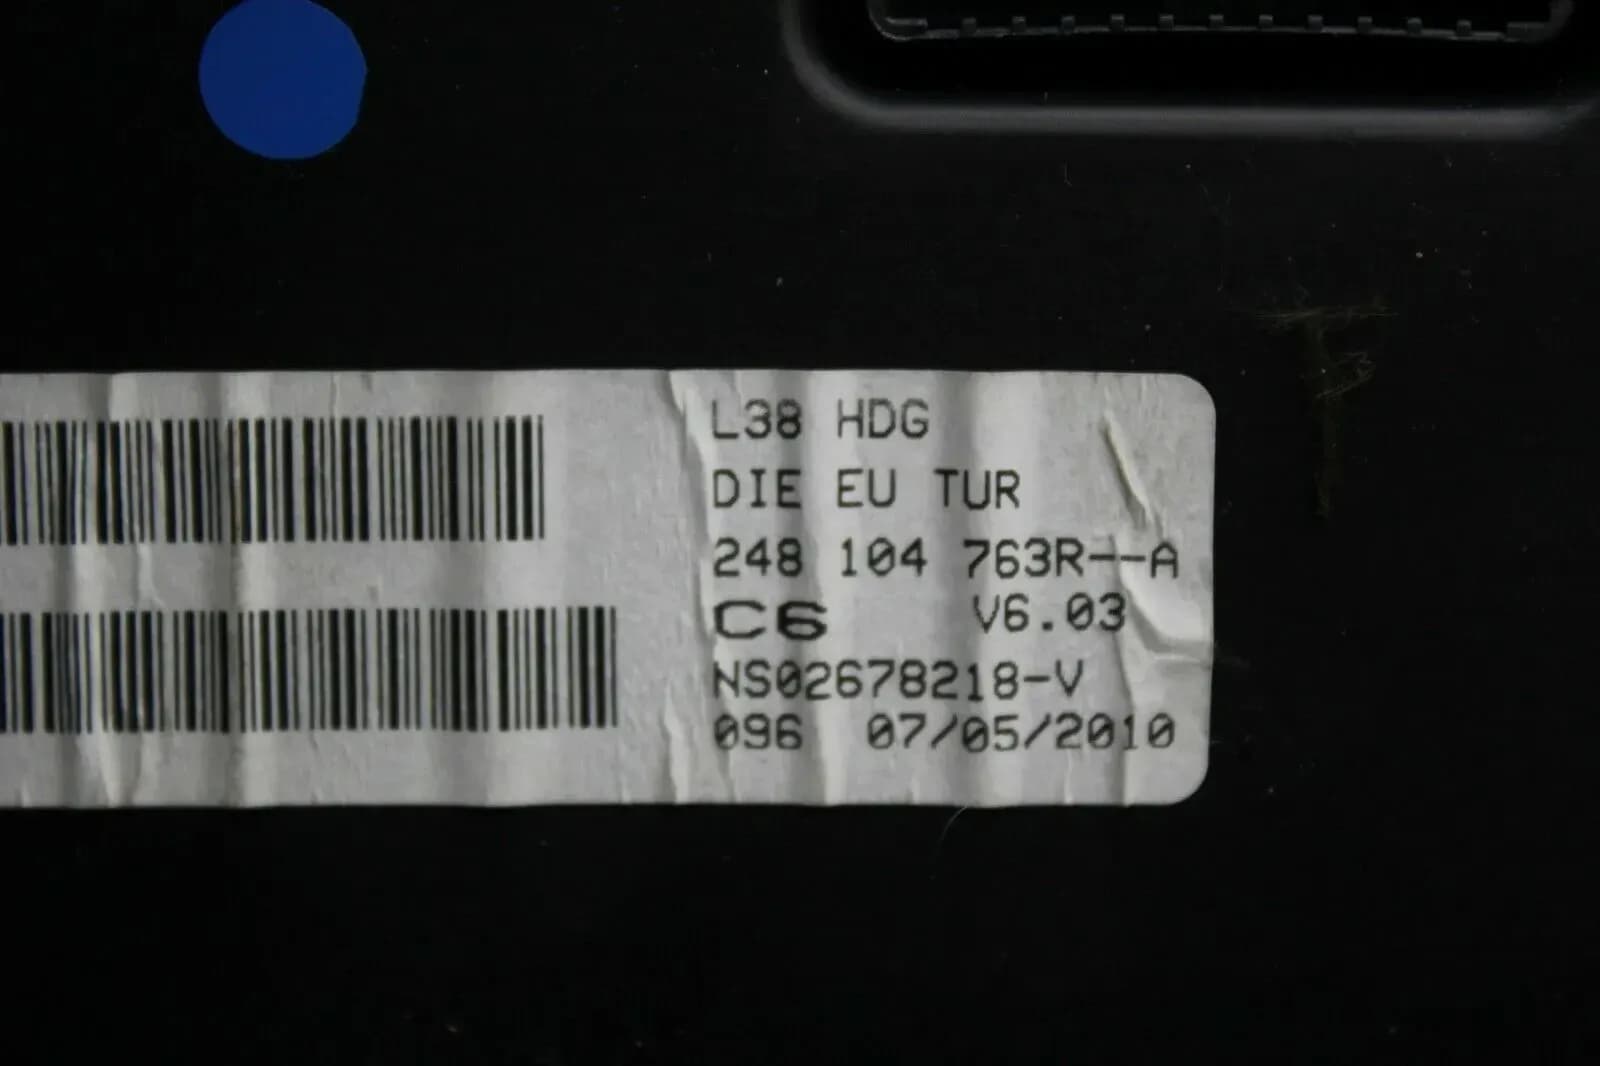 L38 HDG
DIE EU TUR
248 104 763R--A
C6 V6.03
NS02678218-V
096 07/05/2010